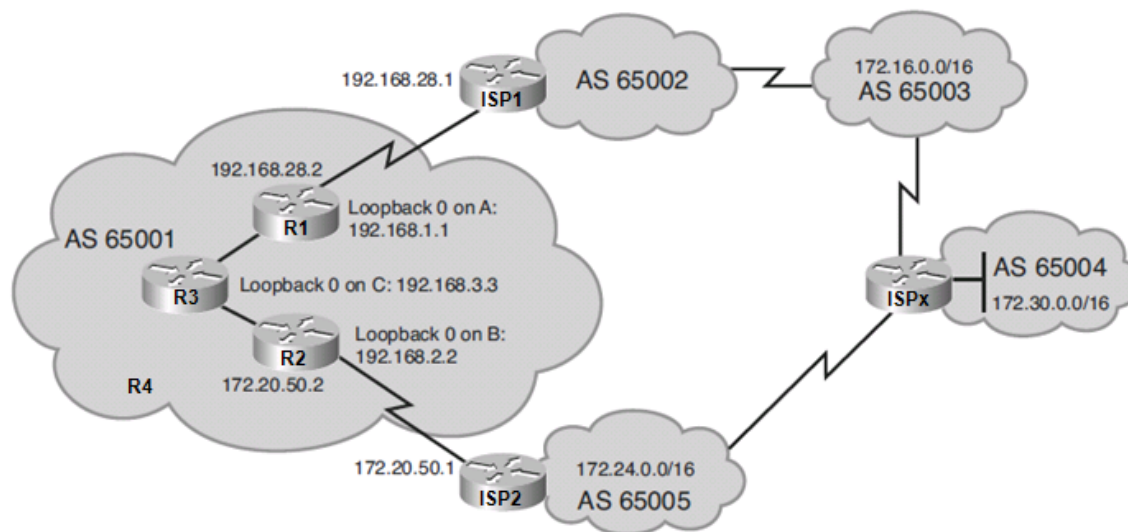 192.168.28.1
ISP1
AS 65002
172.16.0.0/16
AS 65003
192.168.28.2
R1
Loopback 0 on A:
192.168.1.1
AS 65001
R3
Loopback 0 on C: 192.168.3.3
R2
Loopback 0 on B:
192.168.2.2
R4
172.20.50.2
ISPx
AS 65004
172.30.0.0/16
172.20.50.1
ISP2
172.24.0.0/16
AS 65005